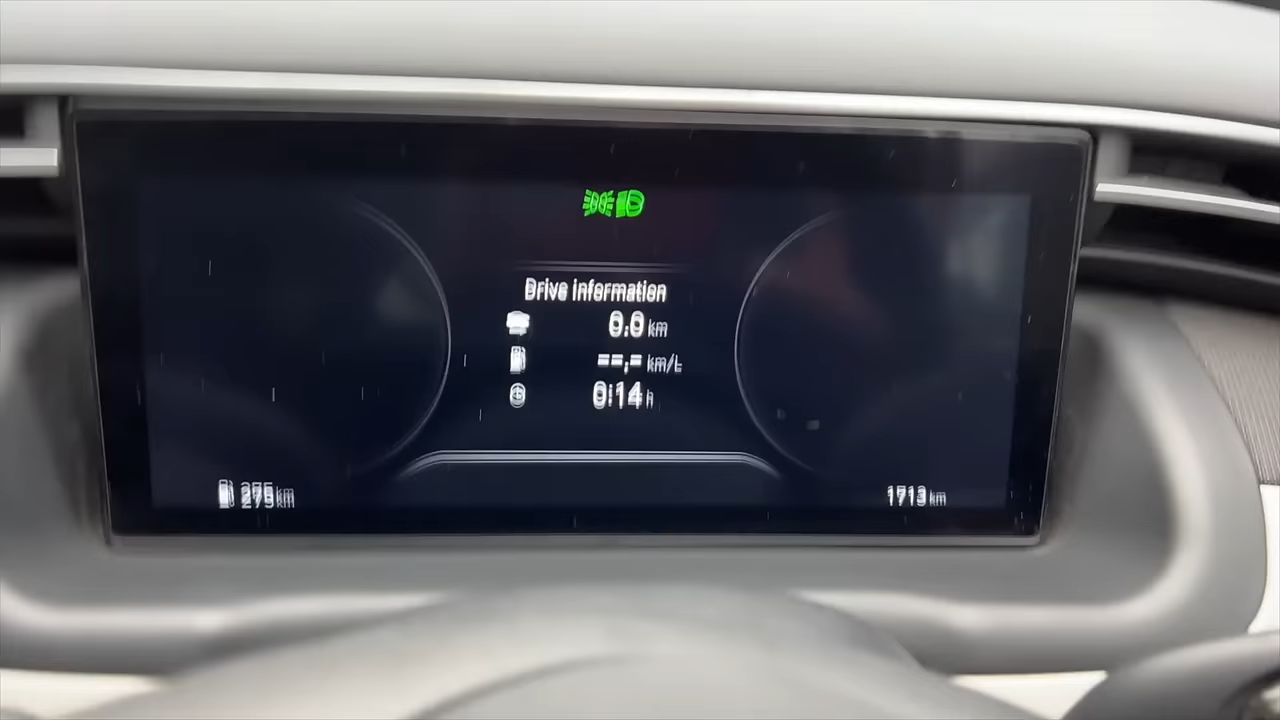 Drive information
0.0 km
--,- km/L
0:14 h
275 km
1713 km